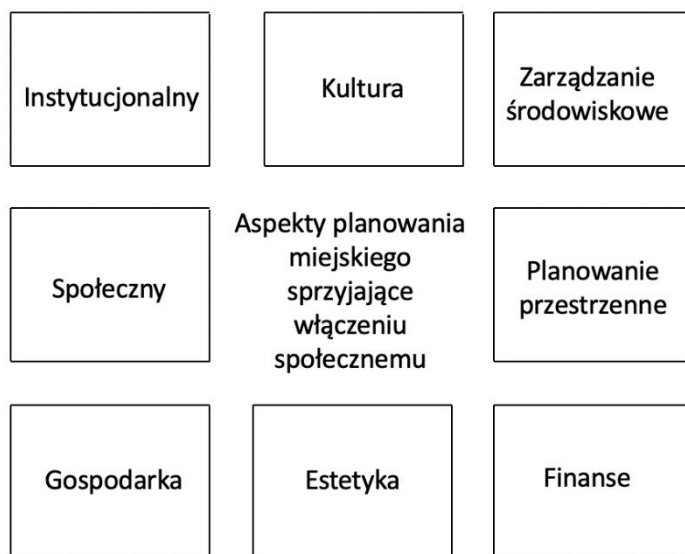 Instytucjonalny
Kultura
Zarządzanie
środowiskowe
Społeczny
Aspekty planowania
miejskiego
sprzyjające
włączeniu
społecznemu
Planowanie
przestrzenne
Gospodarka
Estetyka
Finanse